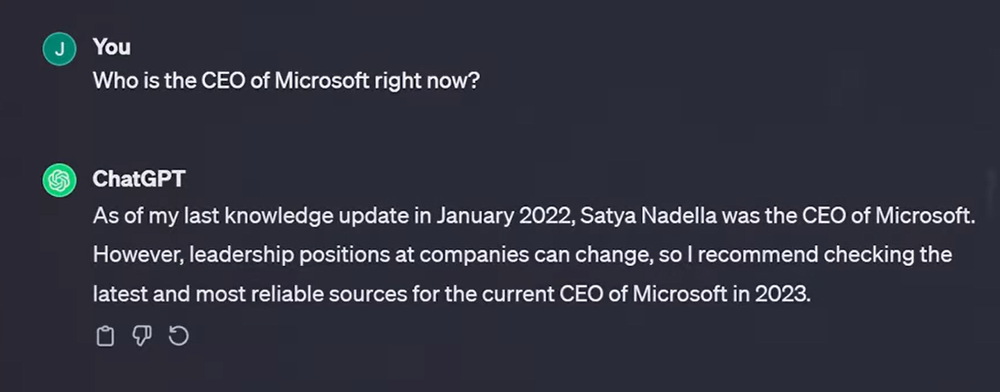 J
You
Who is the CEO of Microsoft right now?
ChatGPT
As of my last knowledge update in January 2022, Satya Nadella was the CEO of Microsoft.
However, leadership positions at companies can change, so I recommend checking the
latest and most reliable sources for the current CEO of Microsoft in 2023.